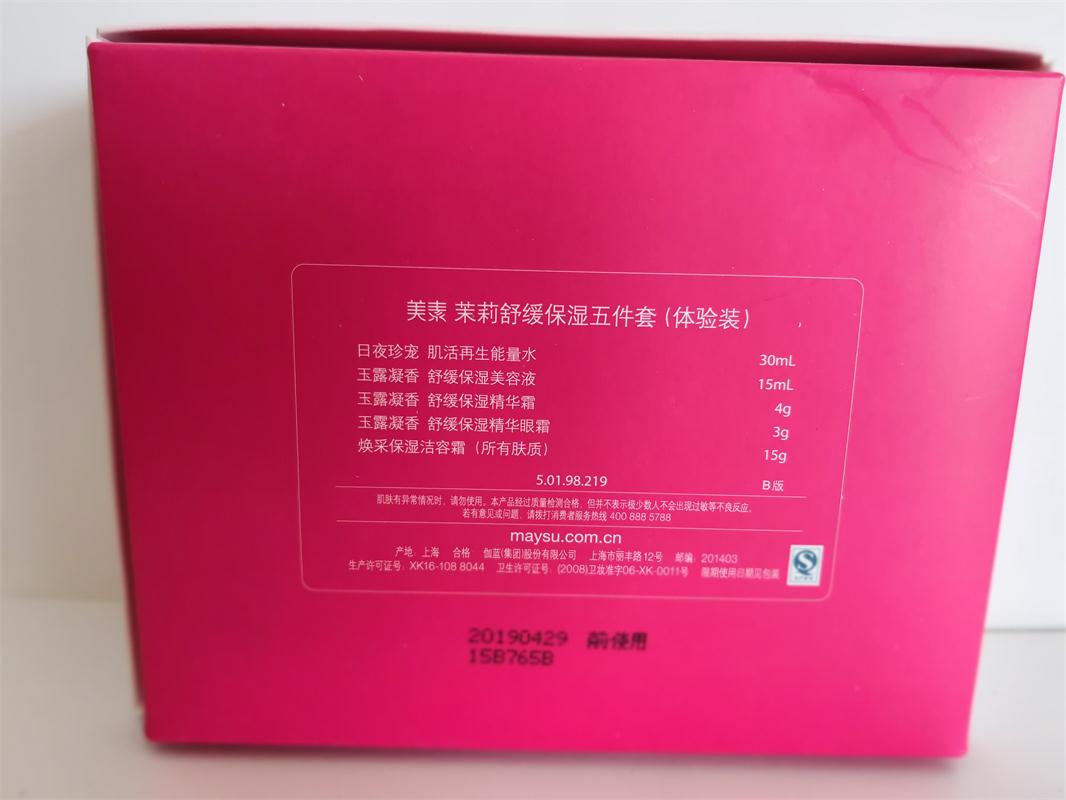 美素 茉莉舒缓保湿五件套（体验装）
日夜珍宠 肌活再生能量水 30mL
玉露凝香 舒缓保湿美容液 15mL
玉露凝香 舒缓保湿精华霜 4g
玉露凝香 舒缓保湿精华眼霜 3g
焕采保湿洁容霜（所有肤质） 15g
5.01.98.219 B版
肌肤有异常情况时，请勿使用。本产品经过质量检测合格，但并不表示极少数人不会出现过敏等不良反应。
若有意见或问题，请拨打消费者服务热线 400 888 5788
maysu.com.cn
产地：上海 合格 伽蓝(集团)股份有限公司 上海市丽丰路12号 邮编：201403
生产许可证号：XK16-108 8044 卫生许可证号：(2008)卫妆准字06-XK-0011号 限期使用日期见包装
20190429 前使用
15B765B